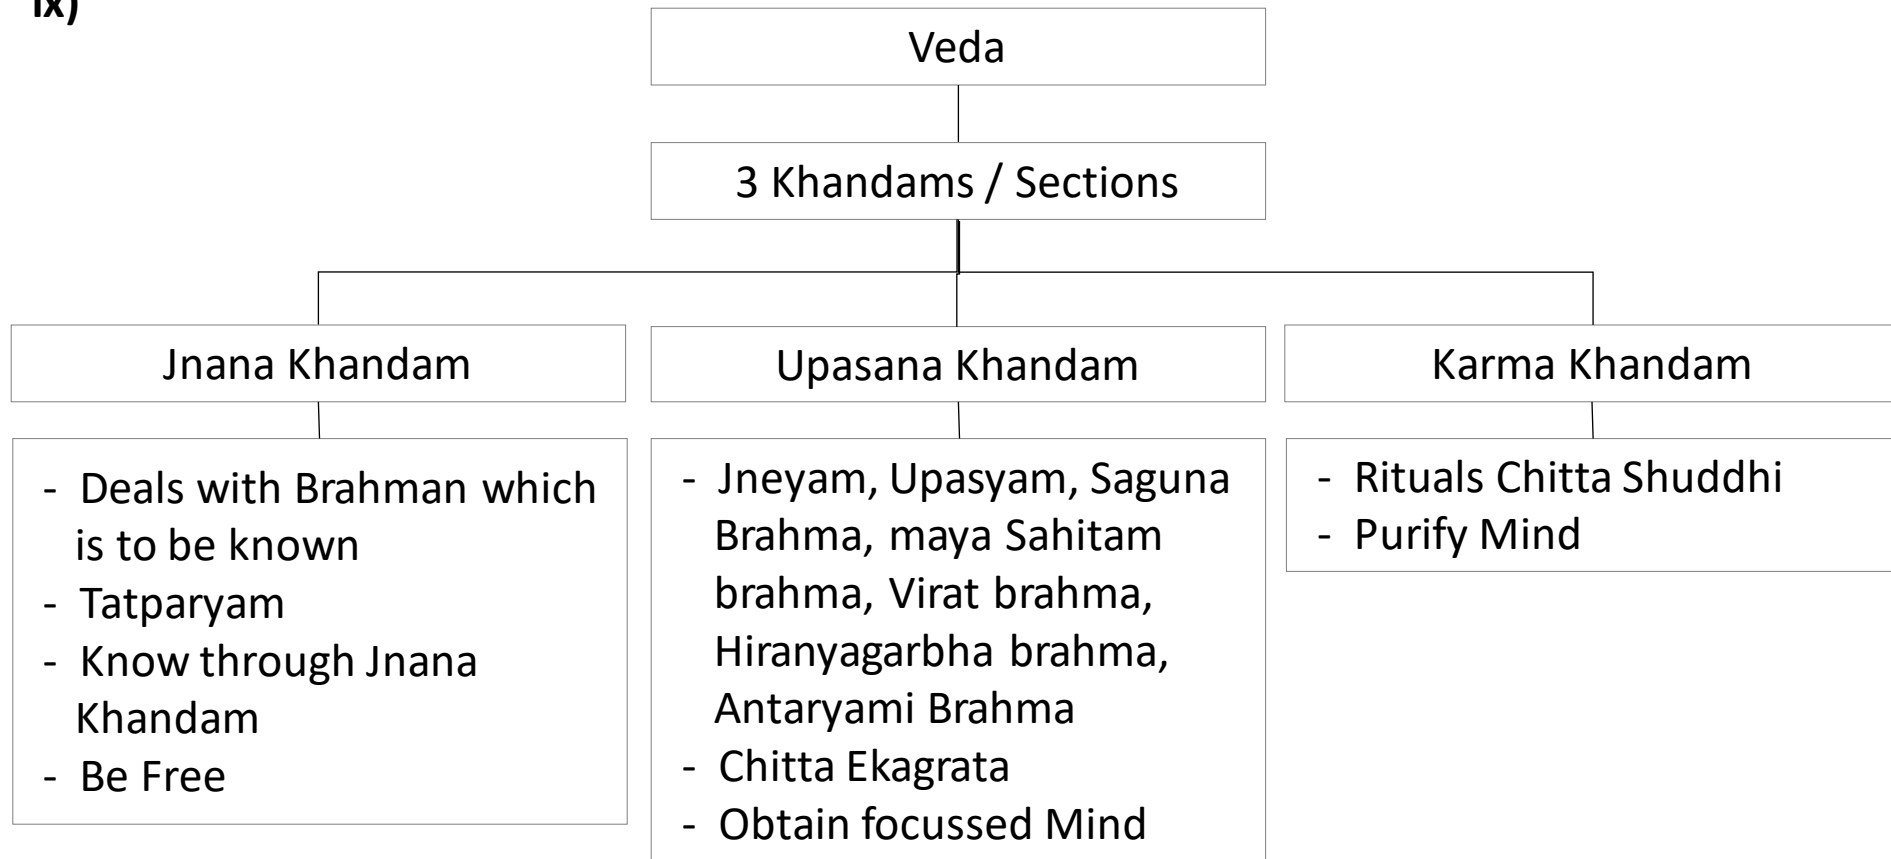 ix)
Veda
3 Khandams / Sections
Jnana Khandam
Upasana Khandam
Karma Khandam
- Deals with Brahman which
is to be known
- Tatparyam
- Know through Jnana
Khandam
- Be Free
- Jneyam, Upasyam, Saguna
Brahma, maya Sahitam
brahma, Virat brahma,
Hiranyagarbha brahma,
Antaryami Brahma
- Chitta Ekagrata
- Obtain focussed Mind
- Rituals Chitta Shuddhi
- Purify Mind